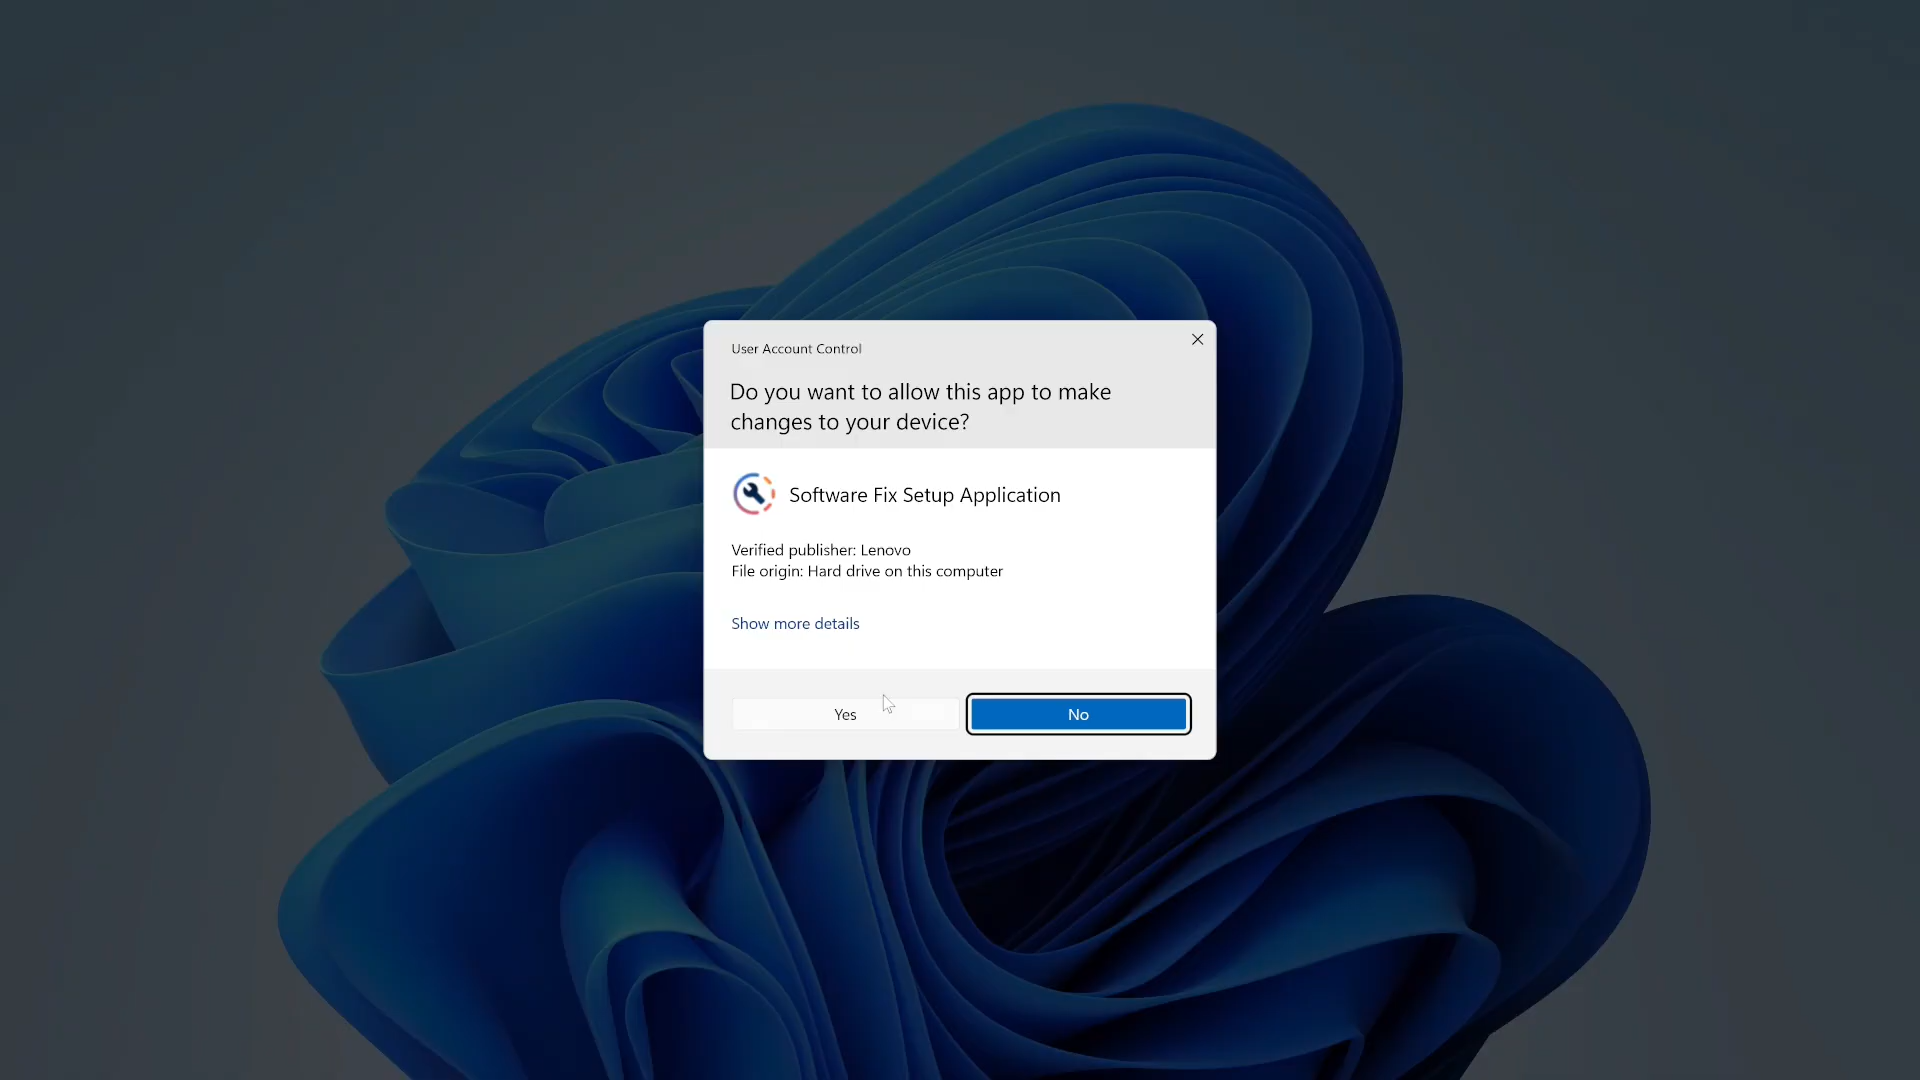 User Account Control
Do you want to allow this app to make
changes to your device?
Software Fix Setup Application
Verified publisher: Lenovo
File origin: Hard drive on this computer
Show more details
Yes
No